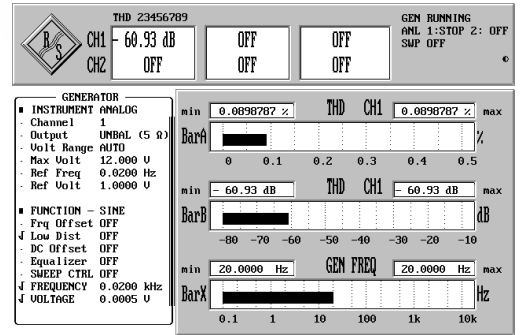 THD 23456789
GEN RUNNING
ANL 1:STOP 2: OFF
SWP OFF
R S
CH1 - 60.93 dB OFF OFF
CH2 OFF OFF OFF
GENERATOR
INSTRUMENT ANALOG
Channel 1
Output UNBAL (5 Ω)
Volt Range AUTO
Max Volt 12.000 V
Ref Freq 0.0200 Hz
Ref Volt 1.0000 V
FUNCTION - SINE
Frq Offset OFF
Low Dist OFF
DC Offset OFF
Equalizer OFF
SWEEP CTRL OFF
FREQUENCY 0.0200 kHz
VOLTAGE 0.0005 V
min 0.0898787 % THD CH1 0.0898787 % max
BarA %
0 0.1 0.2 0.3 0.4 0.5
min - 60.93 dB THD CH1 - 60.93 dB max
BarB dB
-80 -70 -60 -50 -40 -30 -20 -10
min 20.0000 Hz GEN FREQ 20.0000 Hz max
BarX Hz
0.1 1 10 100 1k 10k